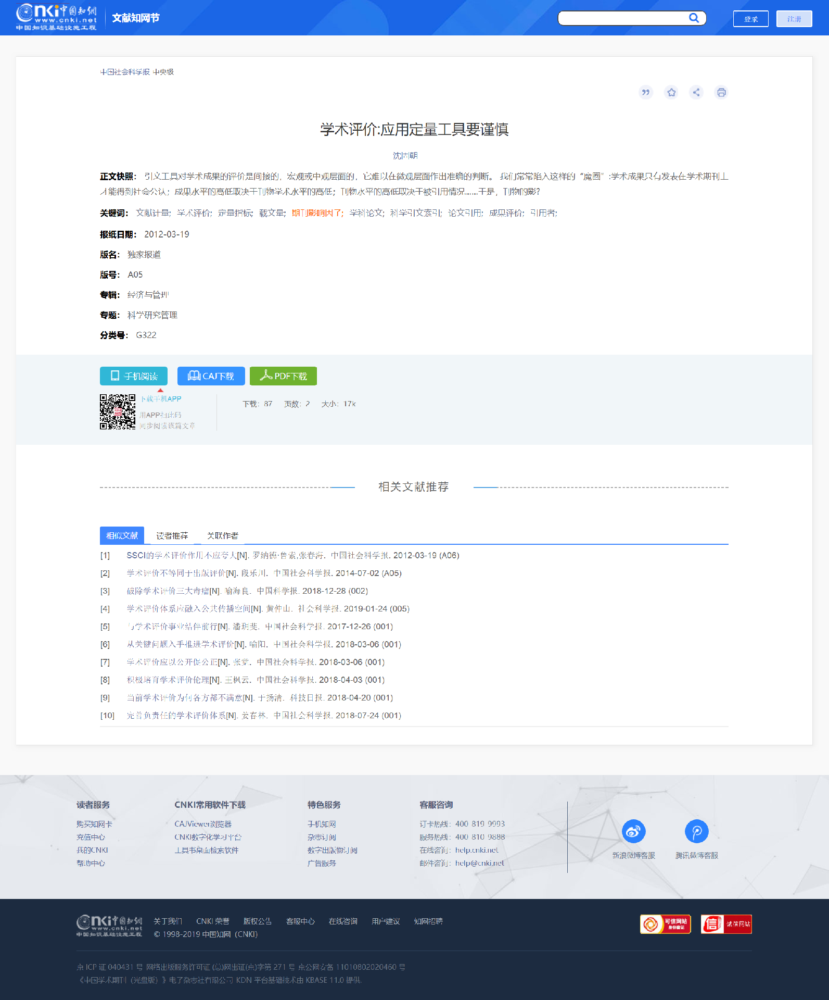 cnki 中国知网
www.cnki.net
中国知识基础设施工程
文献知网节
登录
注册
中国社会科学报 中央级
学术评价:应用定量工具要谨慎
沈固朝
正文快照： 引文工具对学术成果的评价是间接的，宏观或中观层面的，它难以在微观层面作出准确的判断。 我们常常陷入这样的“魔圈”:学术成果只有发表在学术期刊上
才能得到社会公认；成果水平的高低取决于刊物学术水平的高低；刊物水平的高低取决于被引用情况……于是，刊物的影?
关键词： 文献计量; 学术评价; 定量指标; 载文量; 期刊影响因子; 学科论文; 科学引文索引; 论文引用; 成果评价; 引用者;
报纸日期： 2012-03-19
版名： 独家报道
版号： A05
专辑： 经济与管理
专题： 科学研究管理
分类号： G322
手机阅读 CAJ下载 PDF下载
下载手机APP
用APP扫此码
同步阅读该篇文章
下载：87 页数：2 大小：17k
相关文献推荐
相似文献 读者推荐 关联作者
[1] SSCI的学术评价作用不应夸大[N]. 罗纳德·鲁索,张春海. 中国社会科学报. 2012-03-19 (A06)
[2] 学术评价不等同于出版评价[N]. 段乐川. 中国社会科学报. 2014-07-02 (A05)
[3] 破除学术评价三大毒瘤[N]. 喻海良. 中国科学报. 2018-12-28 (002)
[4] 学术评价体系应融入公共传播空间[N]. 黄仲山. 社会科学报. 2019-01-24 (005)
[5] 与学术评价事业结伴前行[N]. 潘玥斐. 中国社会科学报. 2017-12-26 (001)
[6] 从关键问题入手推进学术评价[N]. 喻阳. 中国社会科学报. 2018-03-06 (001)
[7] 学术评价应以公开促公正[N]. 张觉. 中国社会科学报. 2018-03-06 (001)
[8] 积极培育学术评价伦理[N]. 王枫云. 中国社会科学报. 2018-04-03 (001)
[9] 当前学术评价为何各方都不满意[N]. 于扬清. 科技日报. 2018-04-20 (001)
[10] 完善负责任的学术评价体系[N]. 姜春林. 中国社会科学报. 2018-07-24 (001)
读者服务
购买知网卡
充值中心
我的CNKI
帮助中心
CNKI常用软件下载
CAJViewer浏览器
CNKI数字化学习平台
工具书桌面检索软件
特色服务
手机知网
杂志订阅
数字出版物订阅
广告服务
客服咨询
订卡热线：400-819-9993
服务热线：400-810-9888
在线咨询：help.cnki.net
邮件咨询：help@cnki.net
新浪微博客服 腾讯微博客服
cnki 中国知网
www.cnki.net
中国知识基础设施工程
关于我们 CNKI 荣誉 版权公告 客服中心 在线咨询 用户建议 知网招聘
© 1998-2019 中国知网（CNKI）
可信网站
身份验证
信 诚信网站
京 ICP 证 040431 号 网络出版服务许可证 (总)网出证(京)字第 271 号 京公网安备 11010802020460 号
《中国学术期刊（光盘版）》电子杂志社有限公司 KDN 平台基础技术由 KBASE 11.0 提供.